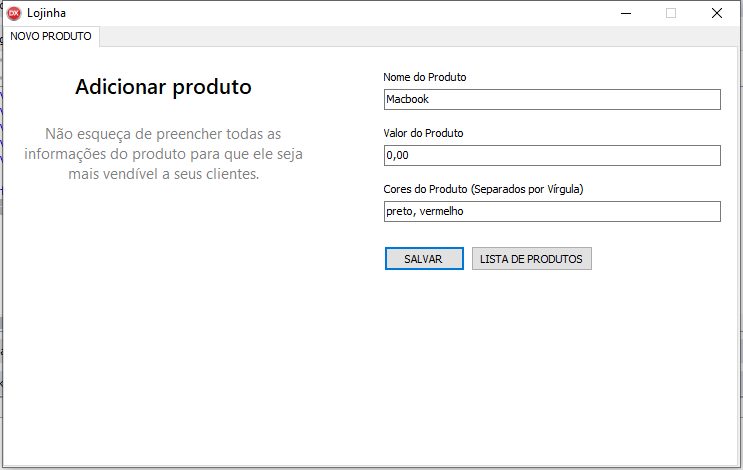 DX Lojinha
NOVO PRODUTO
Adicionar produto
Não esqueça de preencher todas as
informações do produto para que ele seja
mais vendível a seus clientes.
Nome do Produto
Macbook
Valor do Produto
0,00
Cores do Produto (Separados por Vírgula)
preto, vermelho
SALVAR
LISTA DE PRODUTOS